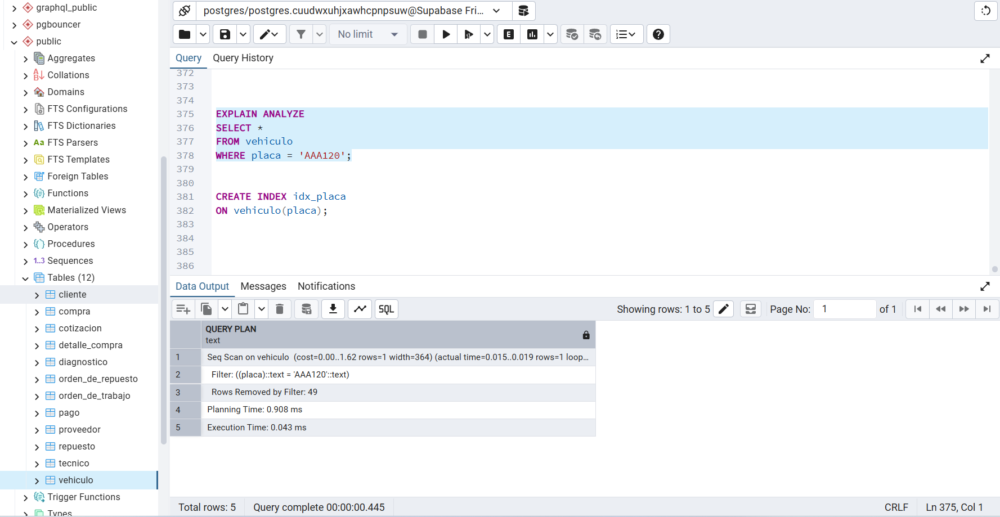 graphql_public
pgbouncer
public
Aggregates
Collations
Domains
FTS Configurations
FTS Dictionaries
Aa FTS Parsers
FTS Templates
Foreign Tables
Functions
Materialized Views
Operators
Procedures
1..3 Sequences
Tables (12)
cliente
compra
cotizacion
detalle_compra
diagnostico
orden_de_repuesto
orden_de_trabajo
pago
proveedor
repuesto
tecnico
vehiculo
Trigger Functions
Types
postgres/postgres.cuudwxuhjxawhcpnpsuw@Supabase Fri...
No limit
E
Query Query History
372
373
374
375 EXPLAIN ANALYZE
376 SELECT *
377 FROM vehiculo
378 WHERE placa = 'AAA120';
379
380
381 CREATE INDEX idx_placa
382 ON vehiculo(placa);
383
384
385
386
Data Output Messages Notifications
SQL Showing rows: 1 to 5 Page No: 1 of 1
QUERY PLAN
text
1 Seq Scan on vehiculo (cost=0.00..1.62 rows=1 width=364) (actual time=0.015..0.019 rows=1 loop...
2 Filter: ((placa)::text = 'AAA120'::text)
3 Rows Removed by Filter: 49
4 Planning Time: 0.908 ms
5 Execution Time: 0.043 ms
Total rows: 5 Query complete 00:00:00.445 CRLF Ln 375, Col 1